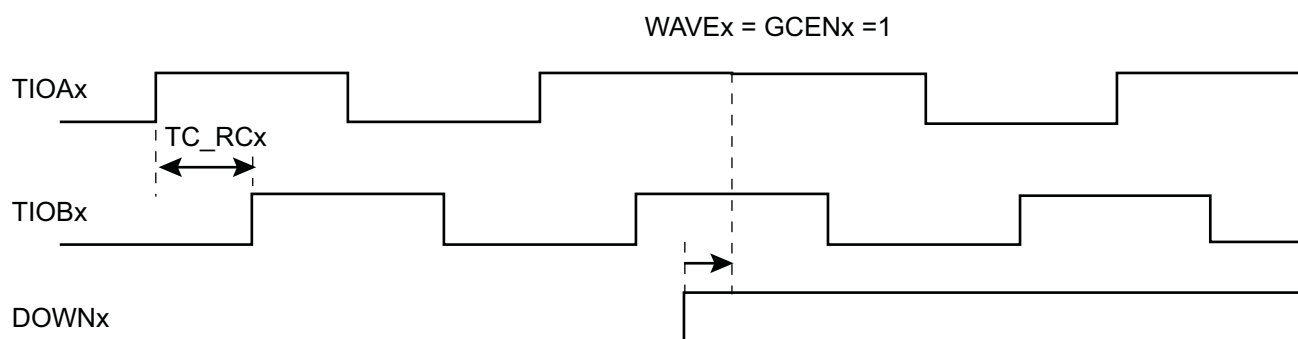 WAVEx = GCENx =1
TIOAx
TC_RCx
TIOBx
DOWNx